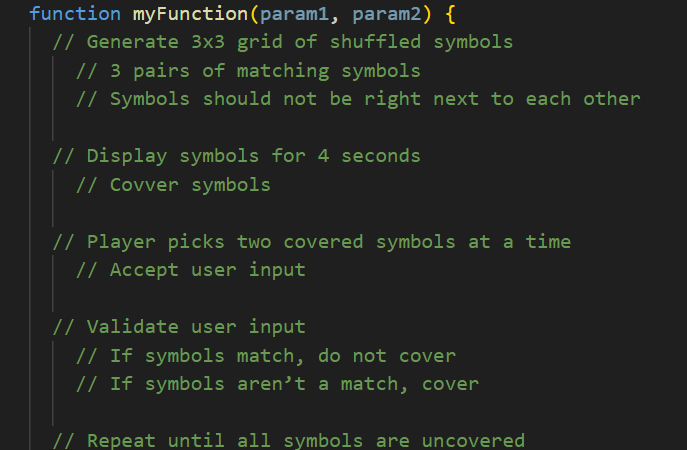 function myFunction(param1, param2) {
// Generate 3x3 grid of shuffled symbols
// 3 pairs of matching symbols
// Symbols should not be right next to each other
// Display symbols for 4 seconds
// Covver symbols
// Player picks two covered symbols at a time
// Accept user input
// Validate user input
// If symbols match, do not cover
// If symbols aren’t a match, cover
// Repeat until all symbols are uncovered